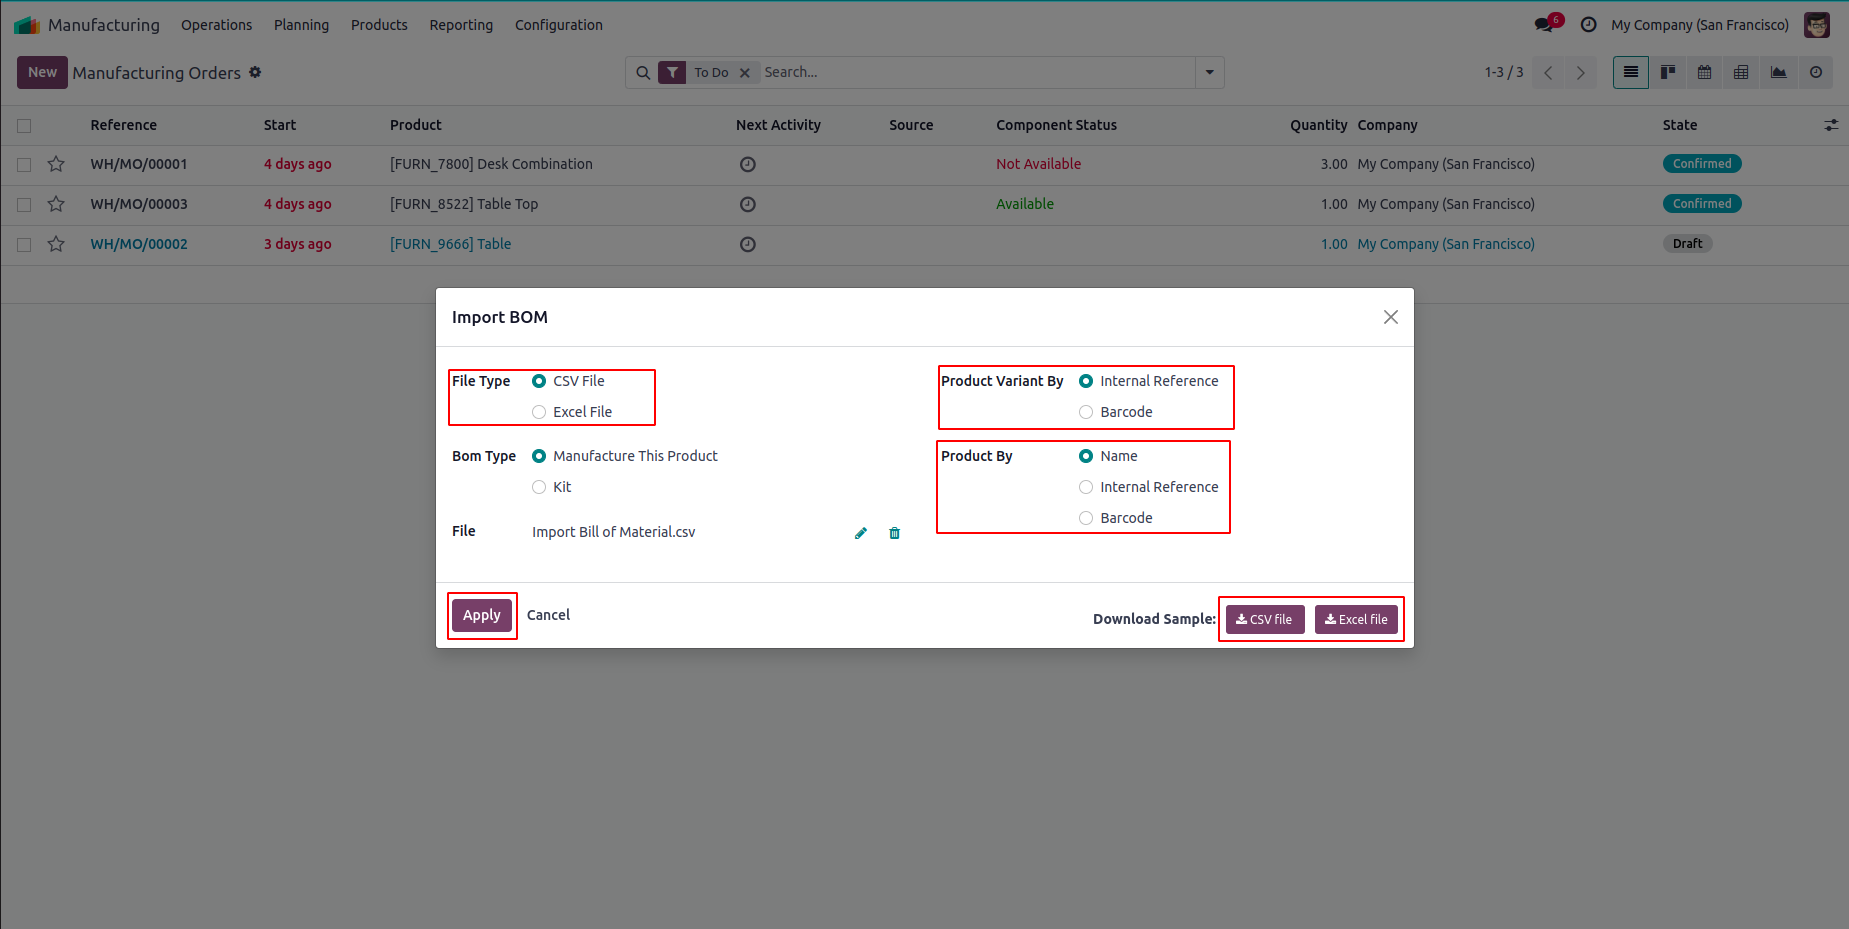 Manufacturing Operations Planning Products Reporting Configuration 6 My Company (San Francisco)
New Manufacturing Orders To Do Search... 1-3 / 3
Reference Start Product Next Activity Source Component Status Quantity Company State
WH/MO/00001 4 days ago [FURN_7800] Desk Combination Not Available 3.00 My Company (San Francisco) Confirmed
WH/MO/00003 4 days ago [FURN_8522] Table Top Available 1.00 My Company (San Francisco) Confirmed
WH/MO/00002 3 days ago [FURN_9666] Table 1.00 My Company (San Francisco) Draft
Import BOM
File Type CSV File Product Variant By Internal Reference
Excel File Barcode
Bom Type Manufacture This Product Product By Name
Kit Internal Reference
Barcode
File Import Bill of Material.csv
Apply Cancel Download Sample: CSV file Excel file